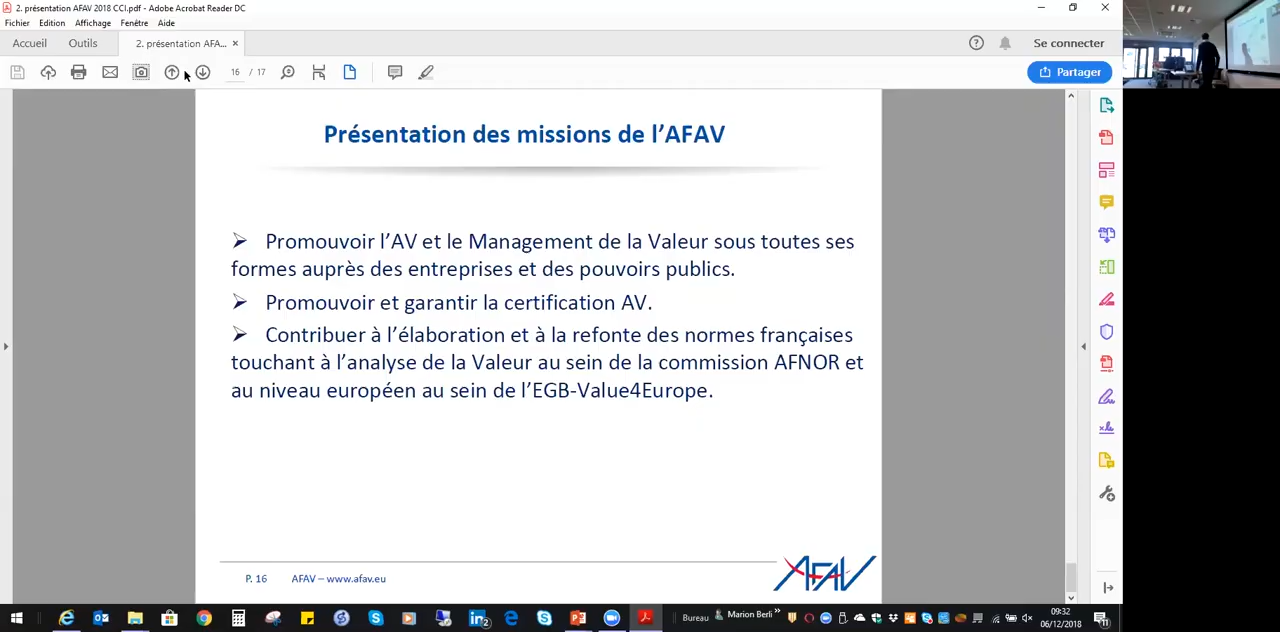 2. présentation AFAV 2018 CCI.pdf - Adobe Acrobat Reader DC
Fichier Edition Affichage Fenêtre Aide
Accueil Outils 2. présentation AFA... × Se connecter
16 / 17 Partager
Présentation des missions de l’AFAV
➢ Promouvoir l’AV et le Management de la Valeur sous toutes ses
formes auprès des entreprises et des pouvoirs publics.
➢ Promouvoir et garantir la certification AV.
➢ Contribuer à l’élaboration et à la refonte des normes françaises
touchant à l’analyse de la Valeur au sein de la commission AFNOR et
au niveau européen au sein de l’EGB-Value4Europe.
P. 16 AFAV – www.afav.eu
AFAV
Bureau Marion Berli »
09:32
06/12/2018